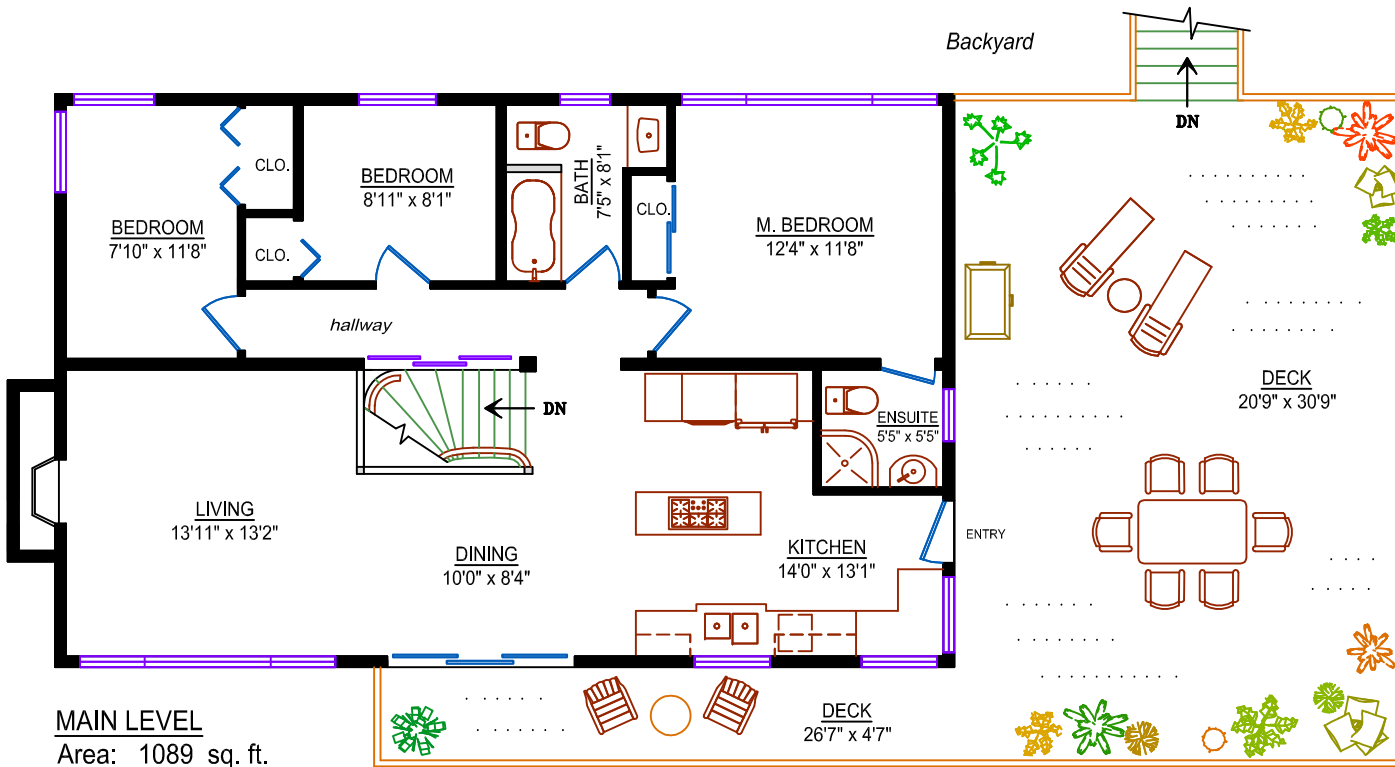 Backyard
DN
CLO.
BEDROOM
8'11" x 8'1"
BATH
7'5" x 8'1"
BEDROOM
7'10" x 11'8"
CLO.
CLO.
M. BEDROOM
12'4" x 11'8"
hallway
DN
ENSUITE
5'5" x 5'5"
DECK
20'9" x 30'9"
LIVING
13'11" x 13'2"
DINING
10'0" x 8'4"
KITCHEN
14'0" x 13'1"
ENTRY
DECK
26'7" x 4'7"
MAIN LEVEL
Area: 1089 sq. ft.